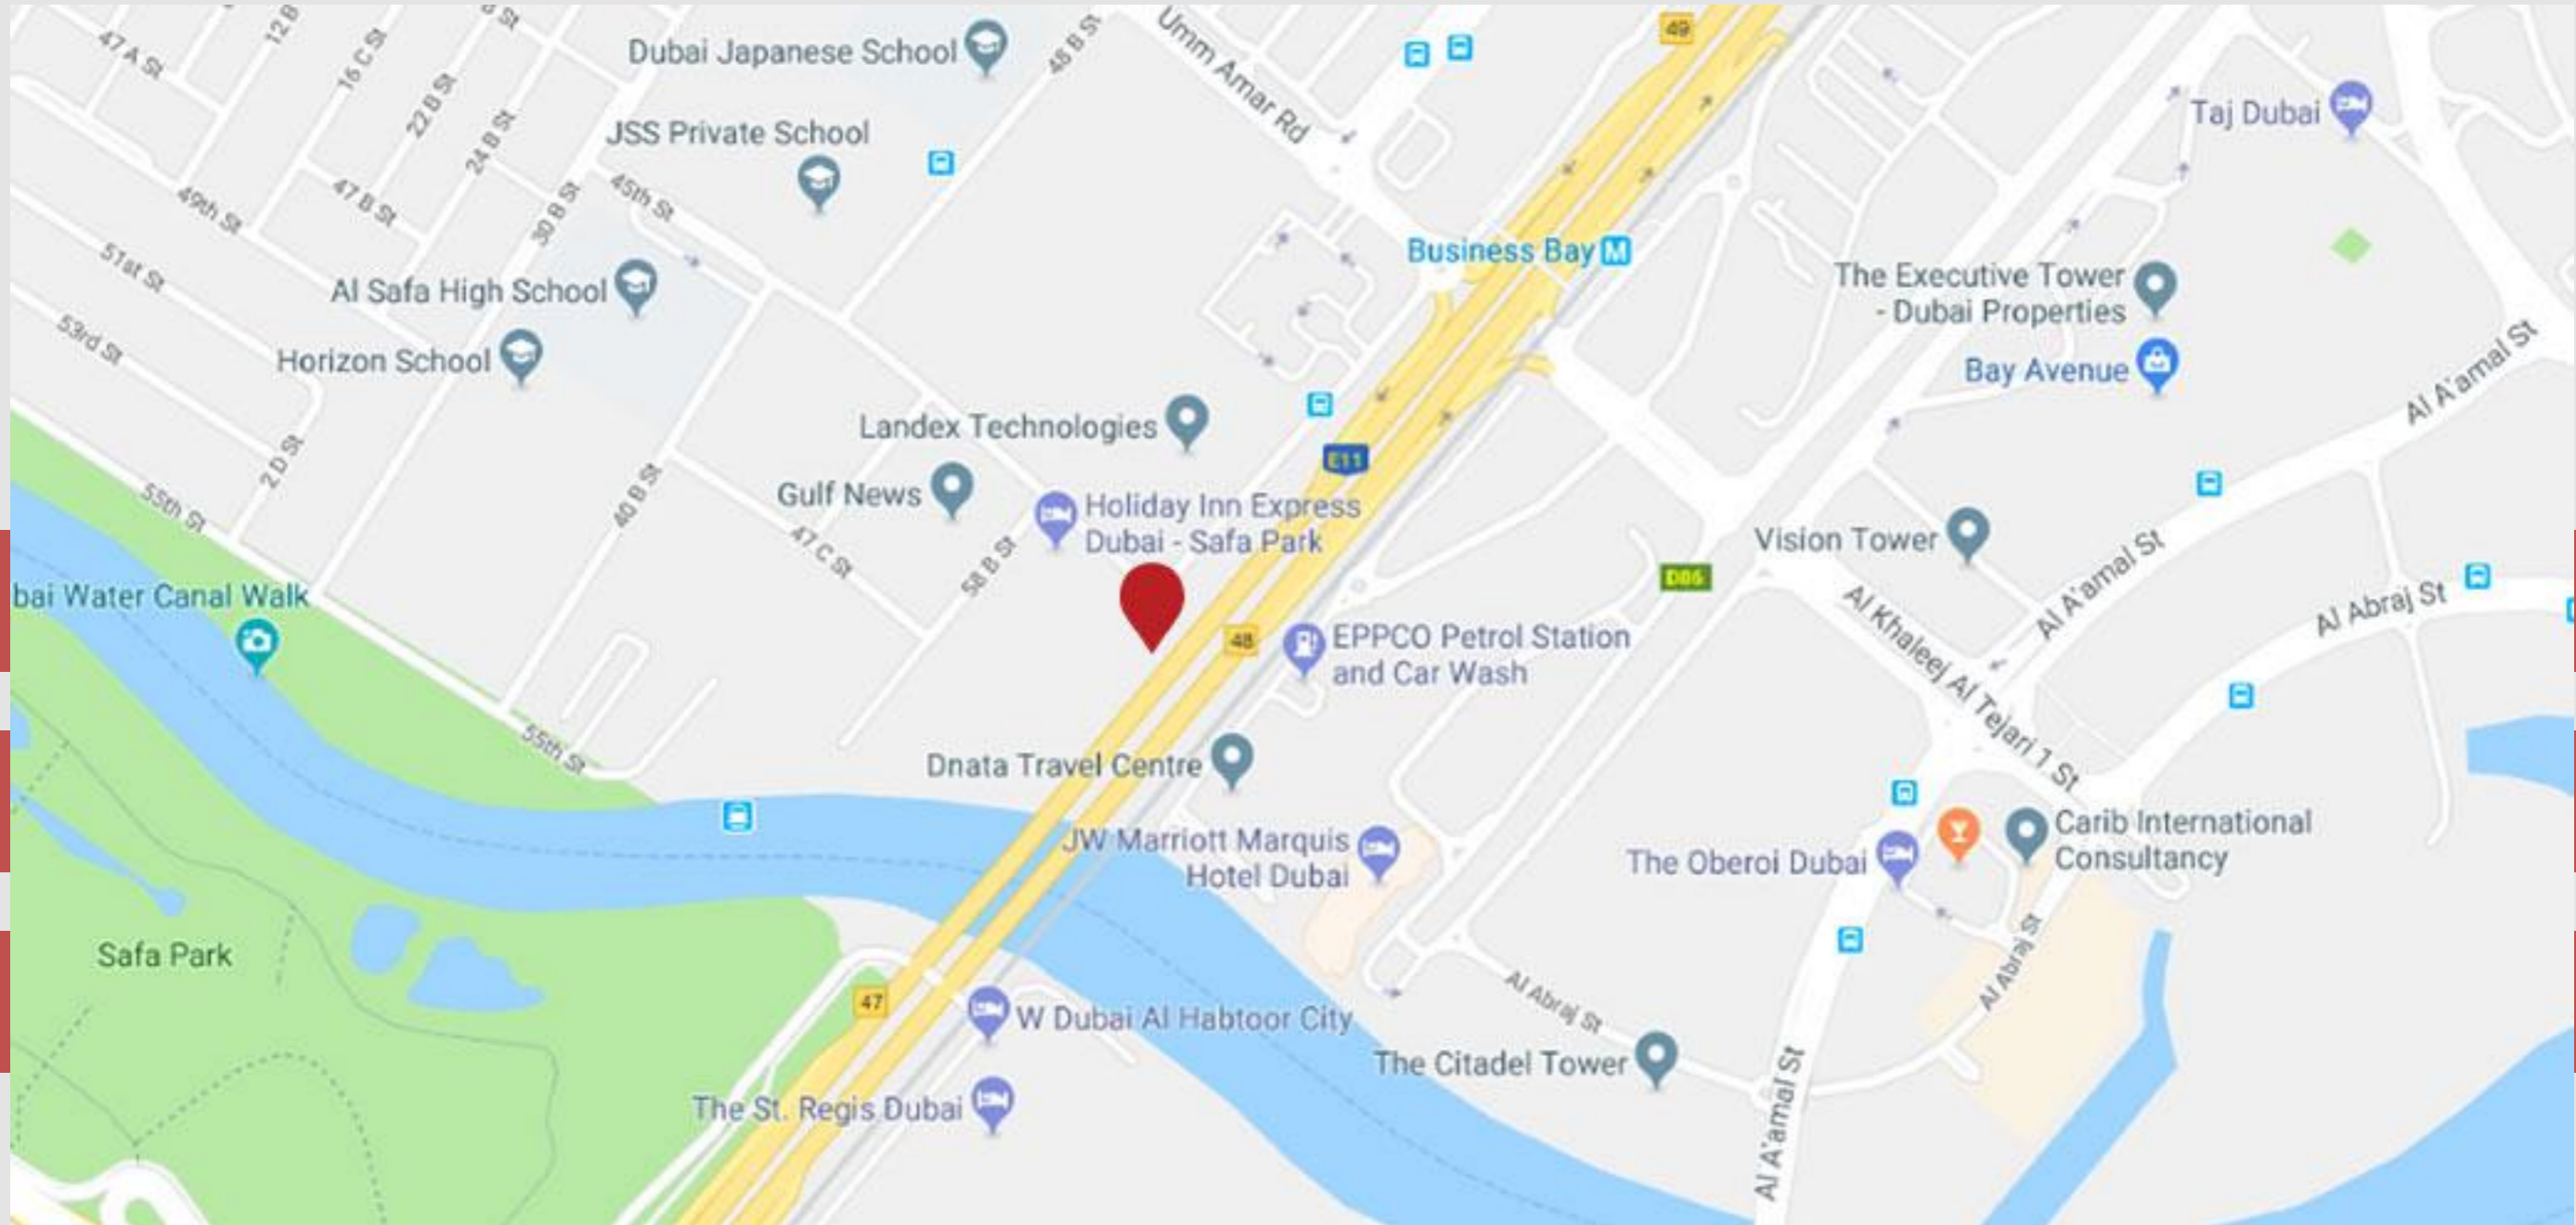 47 A St
12 B
16 C St
22 B St
24 B St
B St
Dubai Japanese School
48 B St
Umm Amar Rd
49
Taj Dubai
JSS Private School
49th St
47 B St
30 B St
45th St
51st St
Business Bay
M
Al Safa High School
The Executive Tower
- Dubai Properties
53rd St
Horizon School
Bay Avenue
Al A'amal St
Landex Technologies
E11
2 D St
55th St
40 B St
Gulf News
Holiday Inn Express
Dubai - Safa Park
47 C St
58 B St
Vision Tower
D86
Al A'amal St
bai Water Canal Walk
Al Khaleej Al Tejari 1 St
Al Abraj St
48
EPPCO Petrol Station
and Car Wash
55th St
Dnata Travel Centre
JW Marriott Marquis
Hotel Dubai
The Oberoi Dubai
Carib International
Consultancy
Safa Park
47
W Dubai Al Habtoor City
Al Abraj St
Al Abraj St
The Citadel Tower
The St. Regis Dubai
Al A'amal St